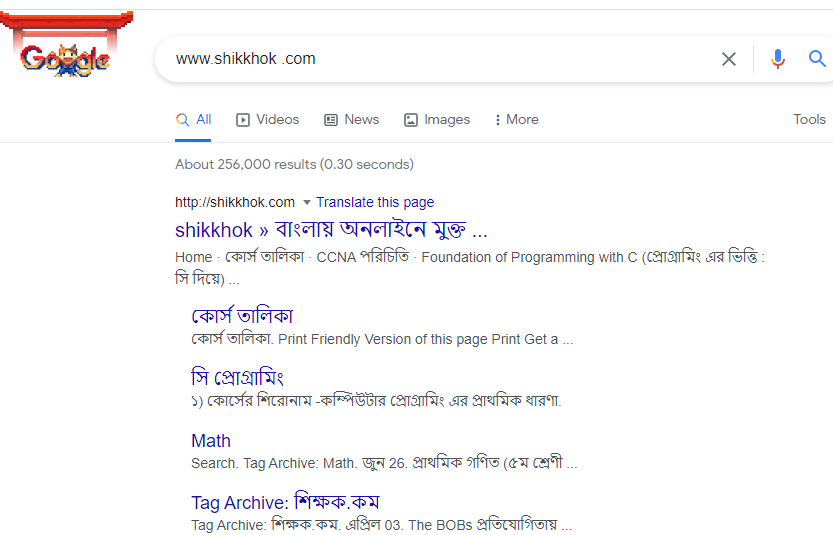 Google
www.shikkhok .com
All Videos News Images More Tools
About 256,000 results (0.30 seconds)
http://shikkhok.com Translate this page
shikkhok » বাংলায় অনলাইনে মুক্ত ...
Home · কোর্স তালিকা · CCNA পরিচিতি · Foundation of Programming with C (প্রোগ্রামিং এর ভিত্তি :
সি দিয়ে) ...
কোর্স তালিকা
কোর্স তালিকা. Print Friendly Version of this page Print Get a ...
সি প্রোগ্রামিং
১) কোর্সের শিরোনাম -কম্পিউটার প্রোগ্রামিং এর প্রাথমিক ধারণা.
Math
Search. Tag Archive: Math. জুন 26. প্রাথমিক গণিত (৫ম শ্রেণী ...
Tag Archive: শিক্ষক.কম
Tag Archive: শিক্ষক.কম. এপ্রিল 03. The BOBs প্রতিযোগিতায় ...